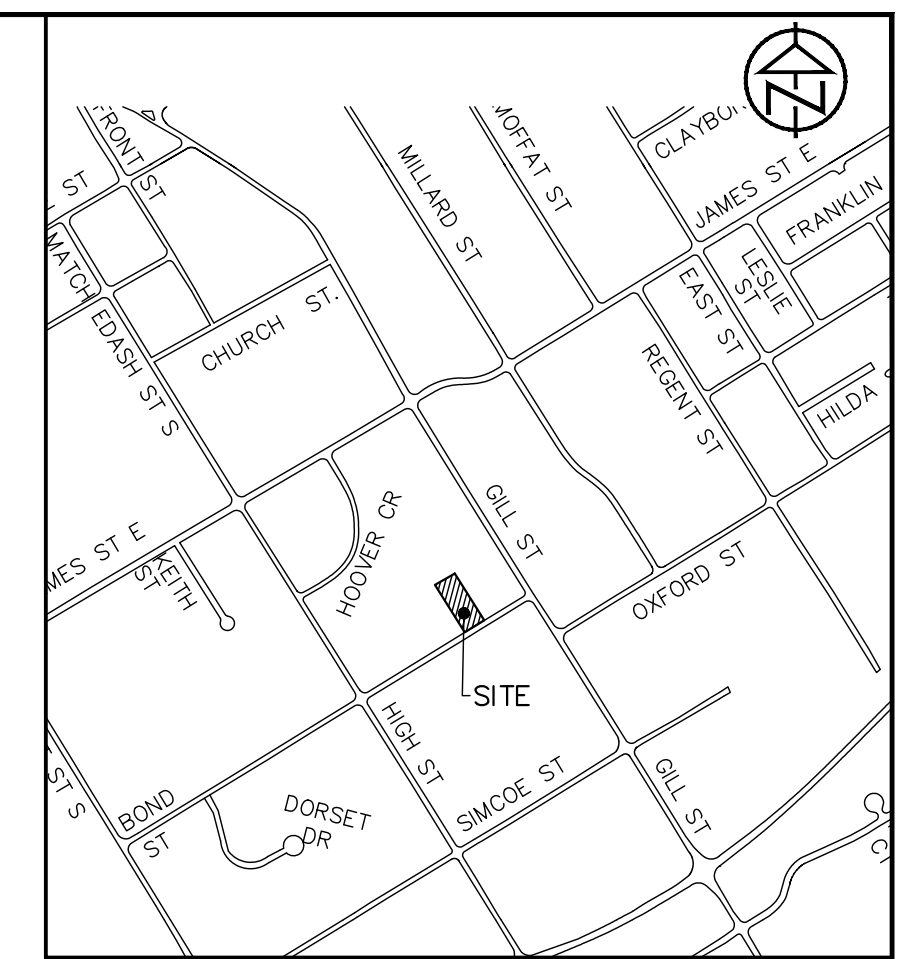 FRONT ST
ST
MATCH
EDASH ST S
CHURCH ST.
MILLARD ST
MOFFAT ST
CLAYBOR
JAMES ST E
FRANKLIN
LESLIE
ST
EAST ST
REGENT ST
HILDA
GILL ST
HOOVER CR
MES ST E
KEITH
ST
OXFORD ST
SITE
HIGH ST
SIMCOE ST
GILL ST
BOND
ST
DORSET
DR
ST S
N